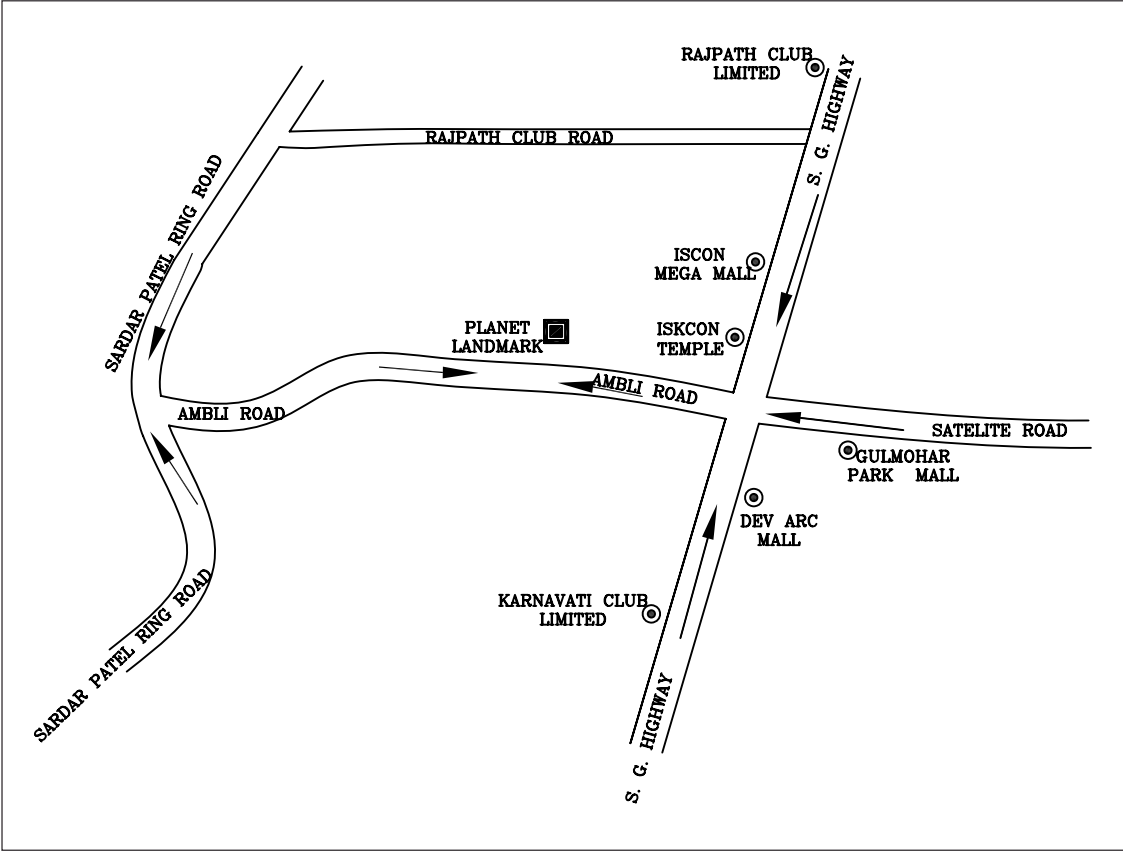 RAJPATH CLUB
LIMITED
S. G. HIGHWAY
RAJPATH CLUB ROAD
SARDAR PATEL RING ROAD
ISCON
MEGA MALL
PLANET
LANDMARK
ISKCON
TEMPLE
AMBLI ROAD
AMBLI ROAD
SATELITE ROAD
GULMOHAR
PARK MALL
DEV ARC
MALL
KARNAVATI CLUB
LIMITED
SARDAR PATEL RING ROAD
S. G. HIGHWAY